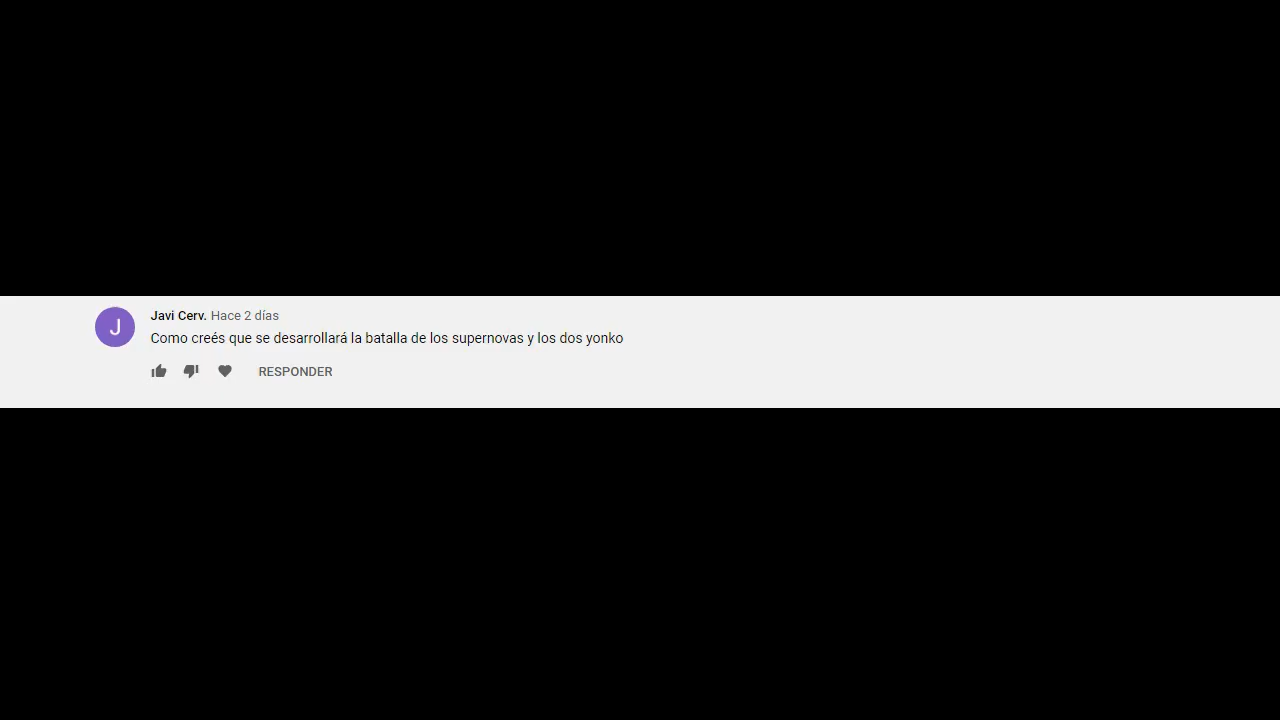 J
Javi Cerv. Hace 2 días
Como creés que se desarrollará la batalla de los supernovas y los dos yonko
RESPONDER